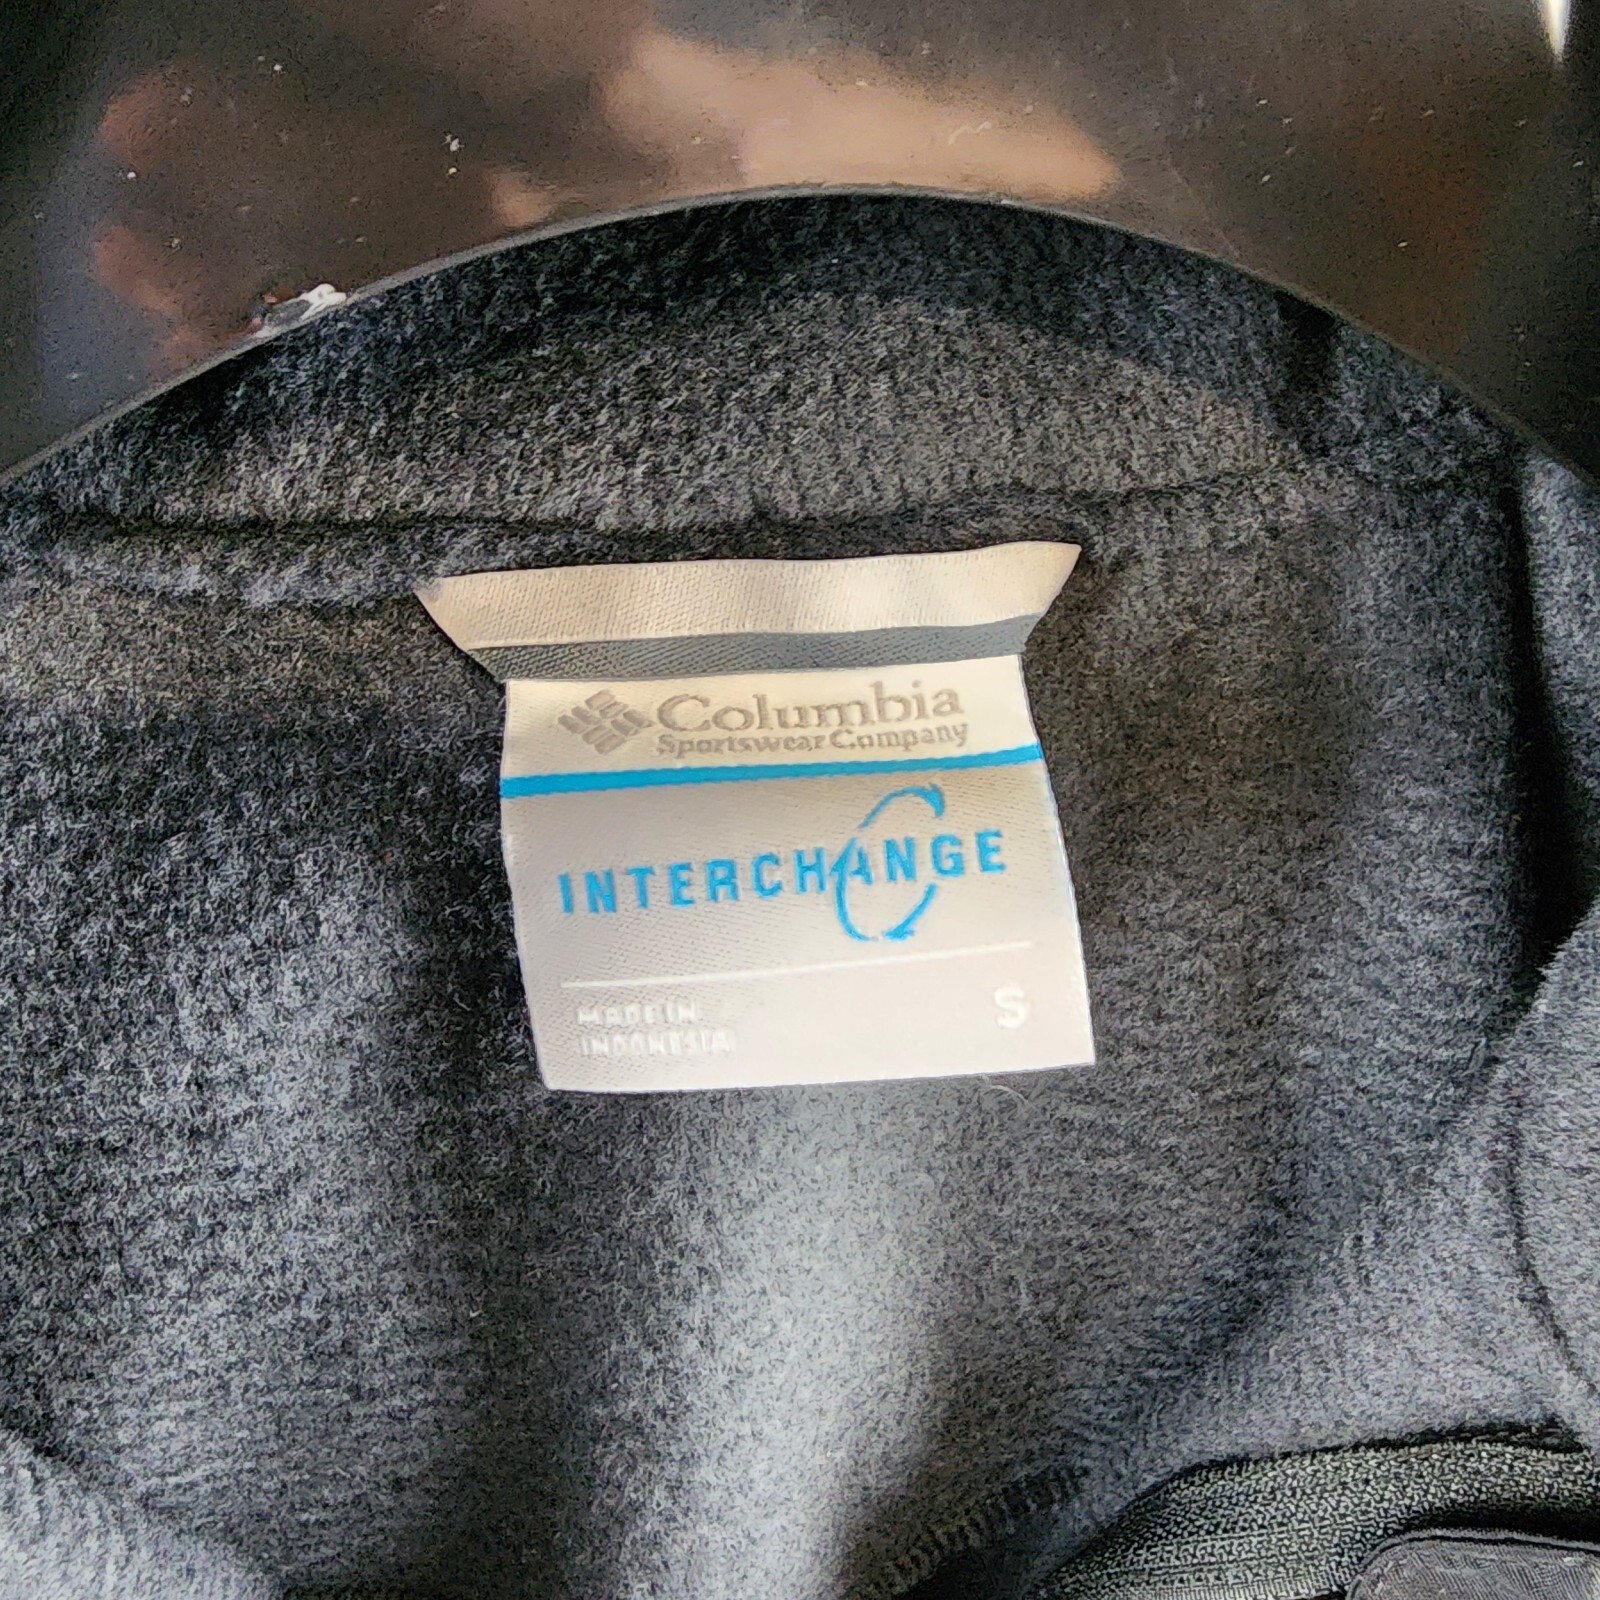 Columbia
Sportswear Company
INTERCHANGE
MADE IN
INDONESIA
S